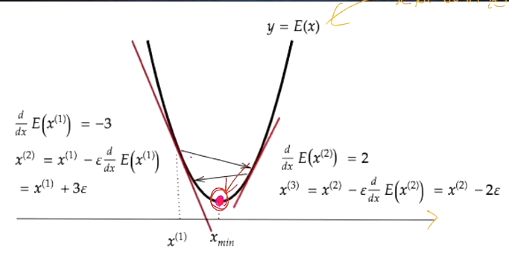 y = E(x)
d/dx E(x⁽¹⁾) = −3
x⁽²⁾ = x⁽¹⁾ − ε d/dx E(x⁽¹⁾)
= x⁽¹⁾ + 3ε
d/dx E(x⁽²⁾) = 2
x⁽³⁾ = x⁽²⁾ − ε d/dx E(x⁽²⁾) = x⁽²⁾ − 2ε
x⁽¹⁾ x_min